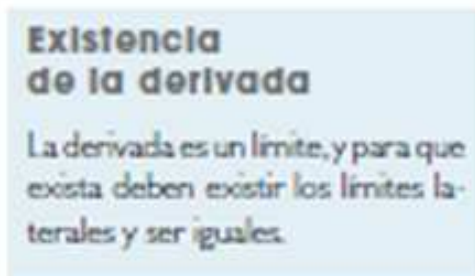 Existencia
de la derivada
La derivada es un límite, y para que
exista deben existir los límites la-
terales y ser iguales.